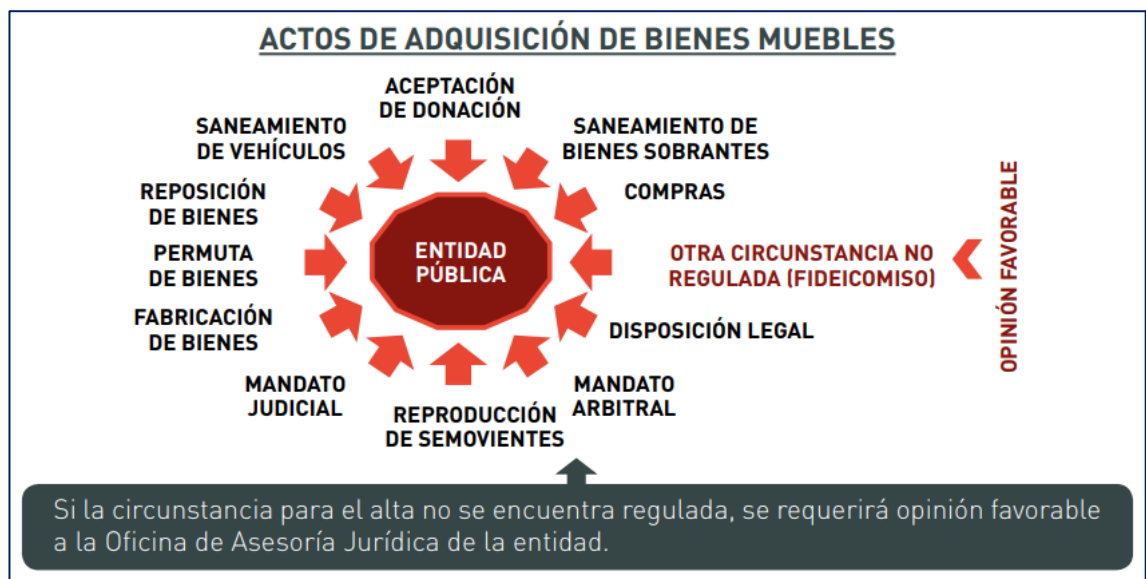 ACTOS DE ADQUISICIÓN DE BIENES MUEBLES
ACEPTACIÓN
DE DONACIÓN
SANEAMIENTO
DE VEHÍCULOS
SANEAMIENTO DE
BIENES SOBRANTES
REPOSICIÓN
DE BIENES
COMPRAS
PERMUTA
DE BIENES
ENTIDAD
PÚBLICA
OTRA CIRCUNSTANCIA NO
REGULADA (FIDEICOMISO)
OPINIÓN FAVORABLE
FABRICACIÓN
DE BIENES
DISPOSICIÓN LEGAL
MANDATO
JUDICIAL
REPRODUCCIÓN
DE SEMOVIENTES
MANDATO
ARBITRAL
Si la circunstancia para el alta no se encuentra regulada, se requerirá opinión favorable
a la Oficina de Asesoría Jurídica de la entidad.